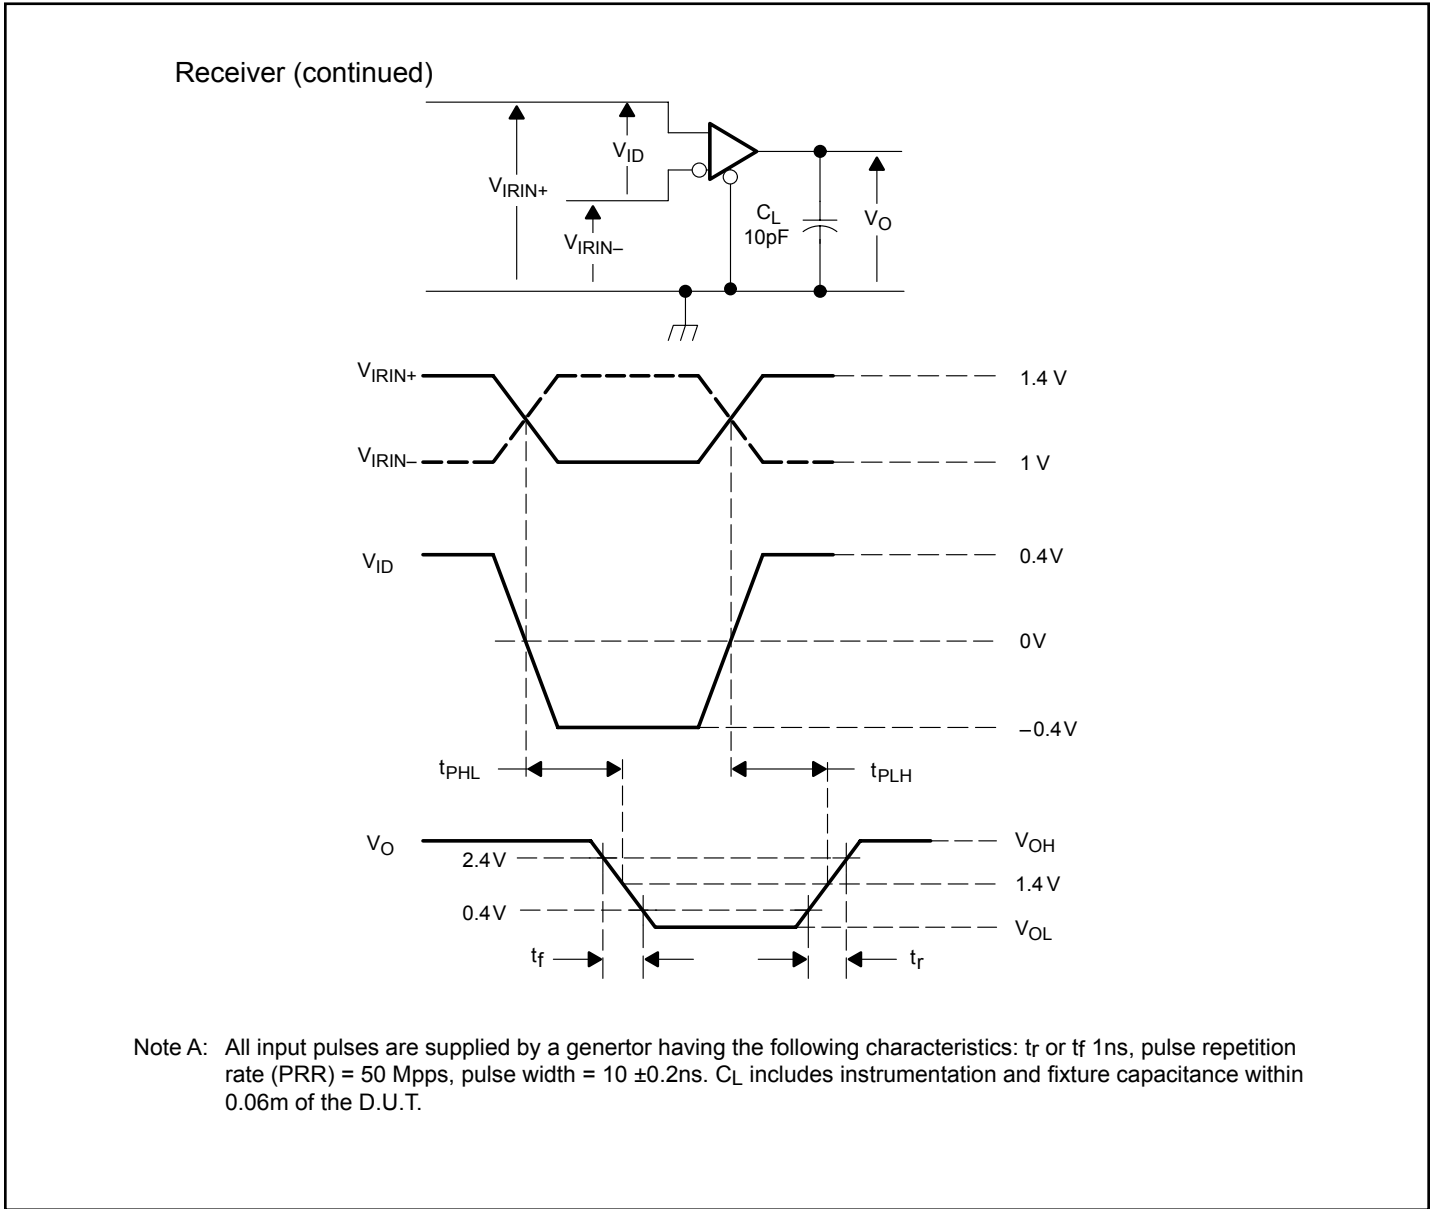 Receiver (continued)
VID
VIRIN+
VIRIN–
CL
10pF
VO
VIRIN+
1.4 V
VIRIN–
1 V
VID
0.4V
0V
–0.4V
tPHL
tPLH
VO
VOH
2.4V
1.4V
0.4V
VOL
tf
tr
Note A: All input pulses are supplied by a genertor having the following characteristics: tr or tf 1ns, pulse repetition
rate (PRR) = 50 Mpps, pulse width = 10 ±0.2ns. CL includes instrumentation and fixture capacitance within
0.06m of the D.U.T.